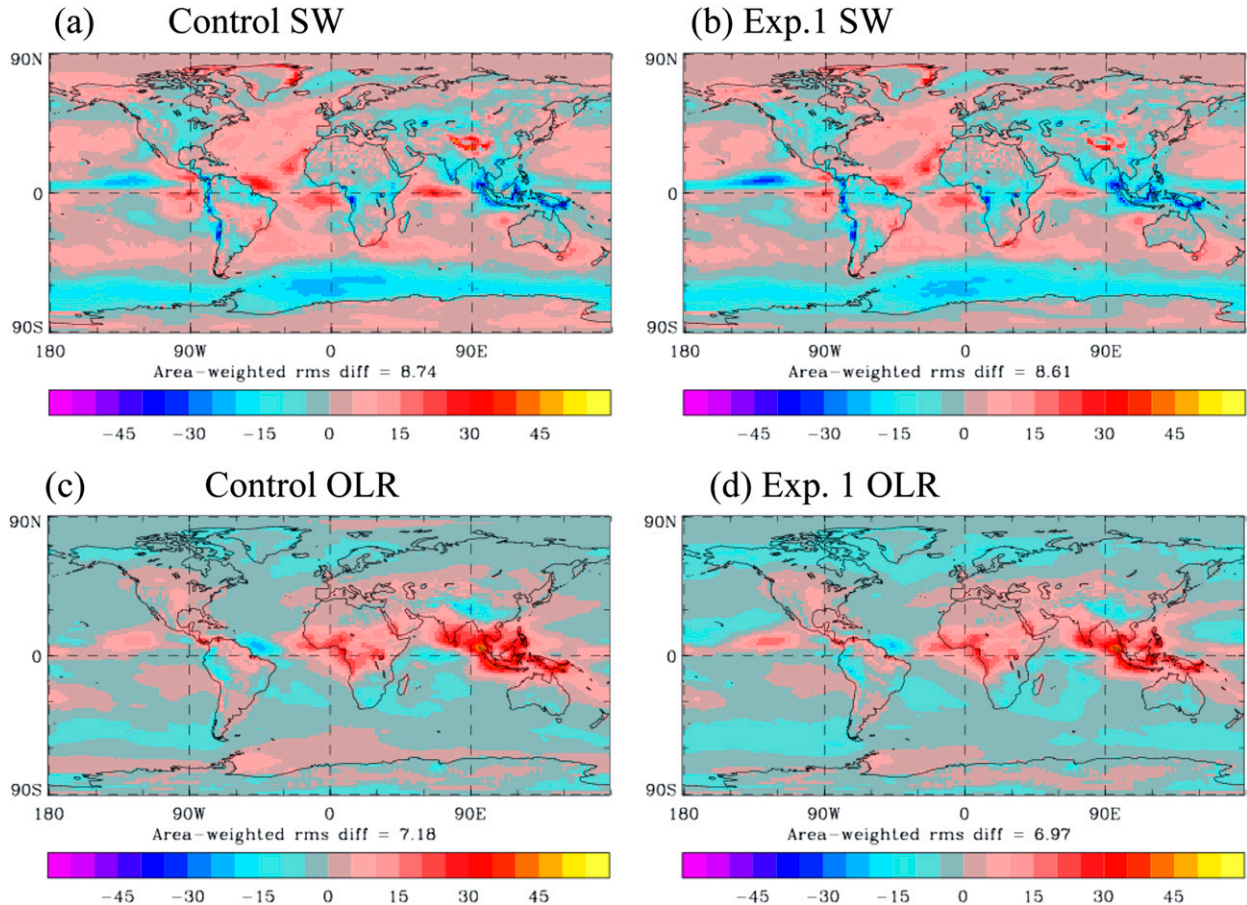 (a) Control SW
(b) Exp.1 SW
90N
0
90S
180 90W 0 90E
Area-weighted rms diff = 8.74
-45 -30 -15 0 15 30 45
90N
0
90S
180 90W 0 90E
Area-weighted rms diff = 8.61
-45 -30 -15 0 15 30 45
(c) Control OLR
(d) Exp. 1 OLR
90N
0
90S
180 90W 0 90E
Area-weighted rms diff = 7.18
-45 -30 -15 0 15 30 45
90N
0
90S
180 90W 0 90E
Area-weighted rms diff = 6.97
-45 -30 -15 0 15 30 45